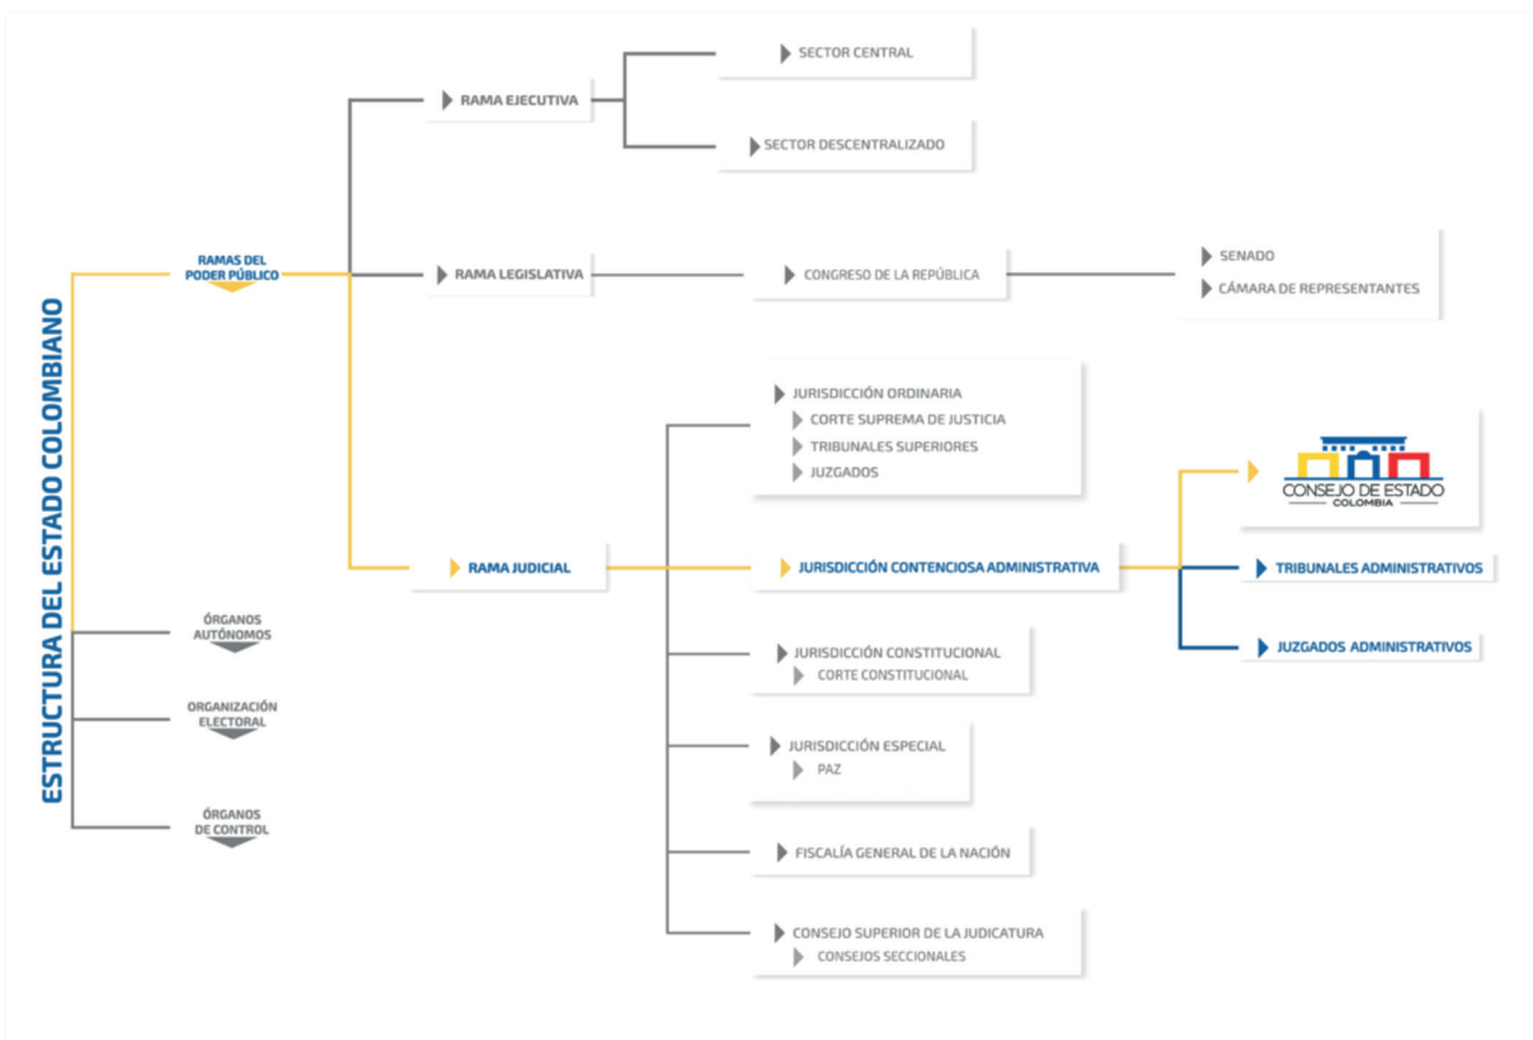 ESTRUCTURA DEL ESTADO COLOMBIANO
RAMAS DEL
PODER PÚBLICO
RAMA EJECUTIVA
SECTOR CENTRAL
SECTOR DESCENTRALIZADO
RAMA LEGISLATIVA
CONGRESO DE LA REPÚBLICA
SENADO
CÁMARA DE REPRESENTANTES
RAMA JUDICIAL
JURISDICCIÓN ORDINARIA
CORTE SUPREMA DE JUSTICIA
TRIBUNALES SUPERIORES
JUZGADOS
JURISDICCIÓN CONTENCIOSA ADMINISTRATIVA
CONSEJO DE ESTADO
COLOMBIA
TRIBUNALES ADMINISTRATIVOS
JUZGADOS ADMINISTRATIVOS
JURISDICCIÓN CONSTITUCIONAL
CORTE CONSTITUCIONAL
JURISDICCIÓN ESPECIAL
PAZ
FISCALÍA GENERAL DE LA NACIÓN
CONSEJO SUPERIOR DE LA JUDICATURA
CONSEJOS SECCIONALES
ÓRGANOS
AUTÓNOMOS
ORGANIZACIÓN
ELECTORAL
ÓRGANOS
DE CONTROL